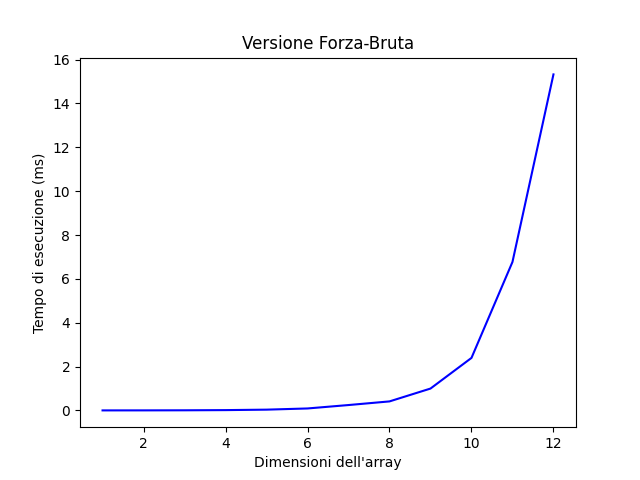 Versione Forza-Bruta
16
14
12
10
8
6
4
2
0
Tempo di esecuzione (ms)
2 4 6 8 10 12
Dimensioni dell'array